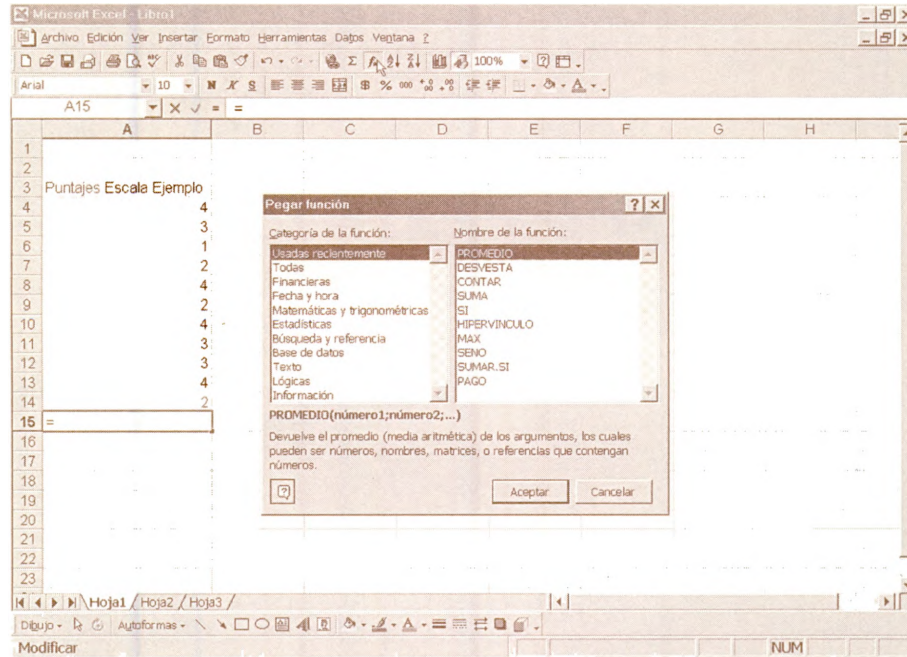 Microsoft Excel - Libro1
Archivo Edición Ver Insertar Formato Herramientas Datos Ventana ?
100%
Arial 10 N K S $ % 000
A15 = =
A B C D E F G H
1
2
3 Puntajes Escala Ejemplo
4 4
5 3
6 1
7 2
8 4
9 2
10 4
11 3
12 3
13 4
14 2
15 =
16
17
18
19
20
21
22
23
Pegar función
Categoría de la función:
Usadas recientemente
Todas
Financieras
Fecha y hora
Matemáticas y trigonométricas
Estadísticas
Búsqueda y referencia
Base de datos
Texto
Lógicas
Información
Nombre de la función:
PROMEDIO
DESVESTA
CONTAR
SUMA
SI
HIPERVINCULO
MAX
SENO
SUMAR.SI
PAGO
PROMEDIO(número1;número2;...)
Devuelve el promedio (media aritmética) de los argumentos, los cuales
pueden ser números, nombres, matrices, o referencias que contengan
números.
Aceptar Cancelar
Hoja1 Hoja2 Hoja3
Dibujo Autoformas
Modificar NUM